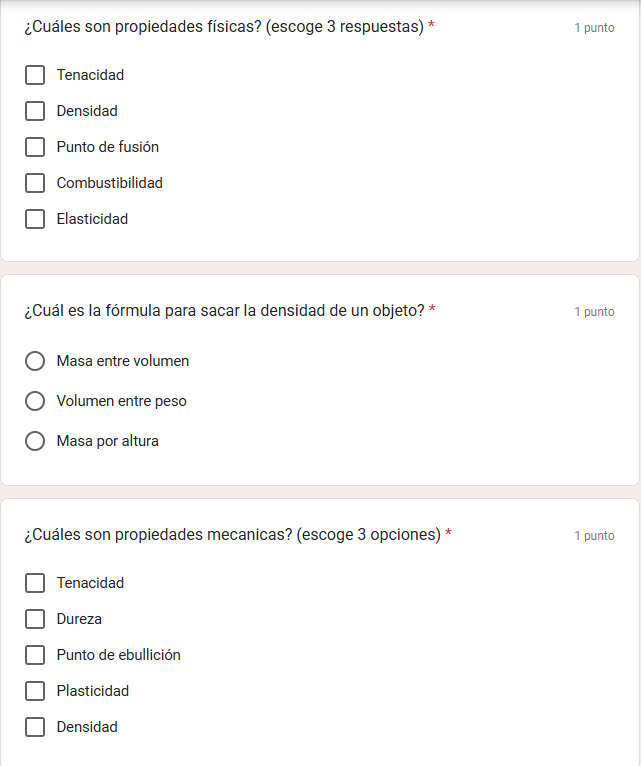 ¿Cuáles son propiedades físicas? (escoge 3 respuestas) * 1 punto
Tenacidad
Densidad
Punto de fusión
Combustibilidad
Elasticidad
¿Cuál es la fórmula para sacar la densidad de un objeto? * 1 punto
Masa entre volumen
Volumen entre peso
Masa por altura
¿Cuáles son propiedades mecanicas? (escoge 3 opciones) * 1 punto
Tenacidad
Dureza
Punto de ebullición
Plasticidad
Densidad